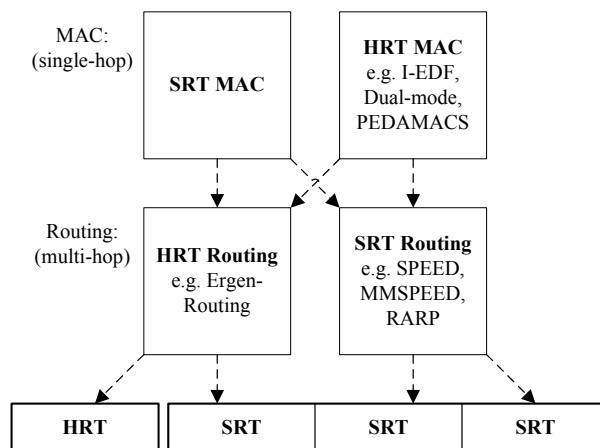 MAC:
(single-hop)
SRT MAC
HRT MAC
e.g. I-EDF,
Dual-mode,
PEDAMACS
Routing:
(multi-hop)
HRT Routing
e.g. Ergen-
Routing
SRT Routing
e.g. SPEED,
MMSPEED,
RARP
HRT
SRT
SRT
SRT